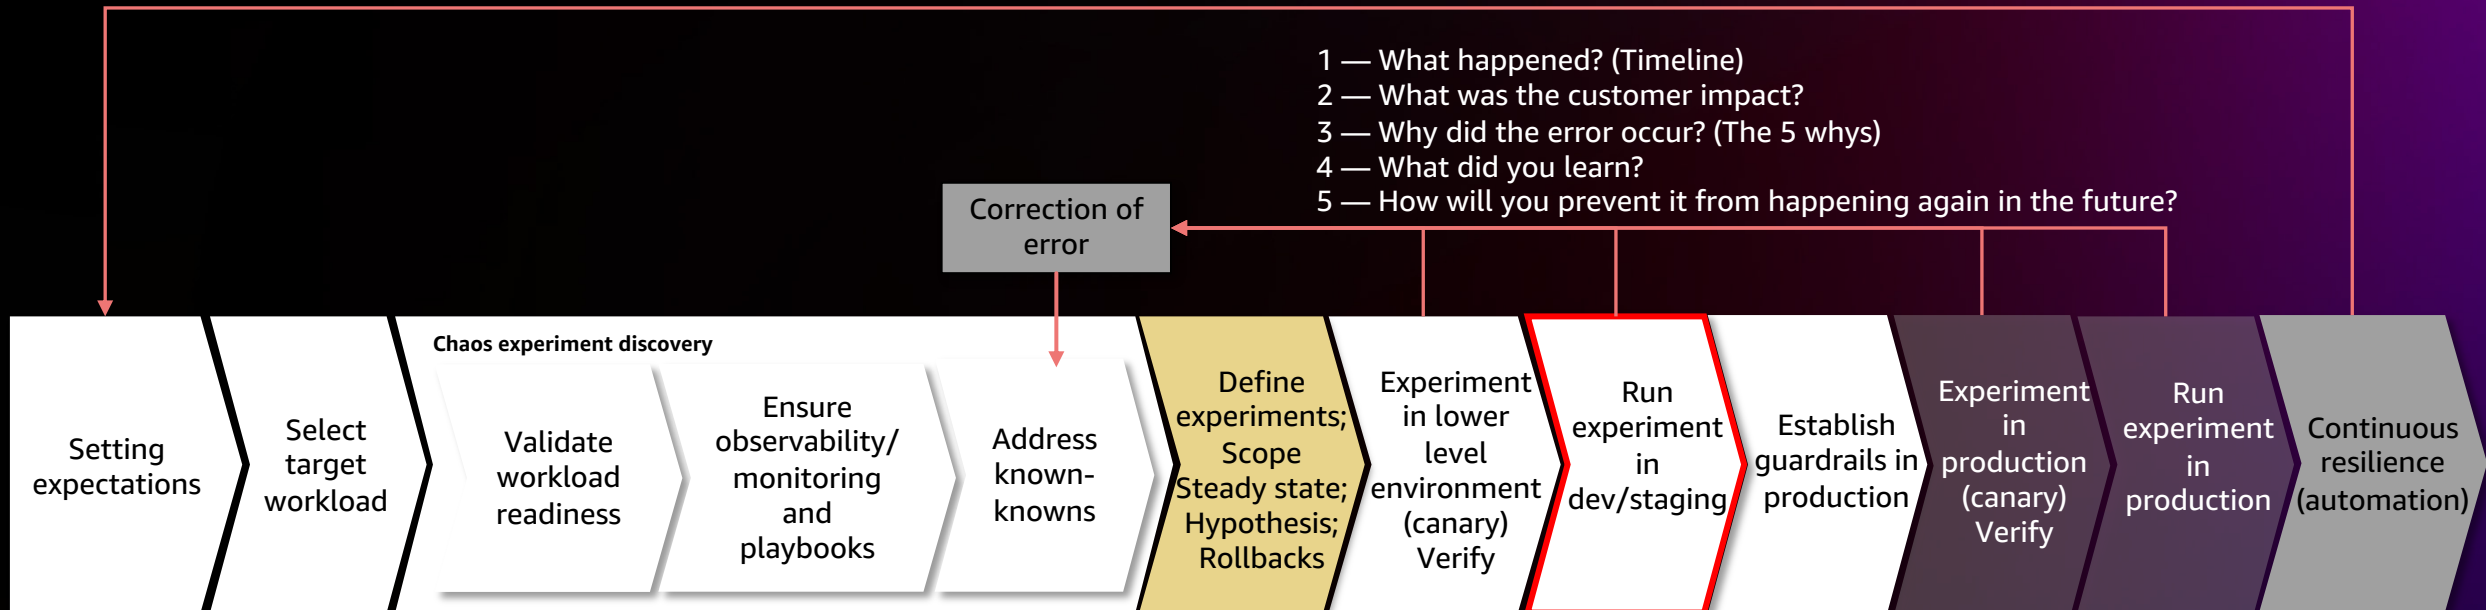 1 — What happened? (Timeline)
2 — What was the customer impact?
3 — Why did the error occur? (The 5 whys)
4 — What did you learn?
5 — How will you prevent it from happening again in the future?
Correction of
error
Setting
expectations
Select
target
workload
Chaos experiment discovery
Validate
workload
readiness
Ensure
observability/
monitoring
and
playbooks
Address
known-
knowns
Define
experiments;
Scope
Steady state;
Hypothesis;
Rollbacks
Experiment
in lower
level
environment
(canary)
Verify
Run
experiment
in
dev/staging
Establish
guardrails in
production
Experiment
in
production
(canary)
Verify
Run
experiment
in
production
Continuous
resilience
(automation)